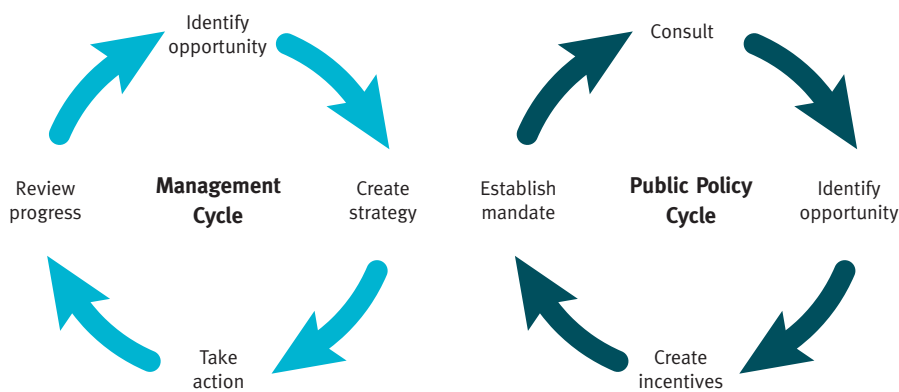 Identify
opportunity
Create
strategy
Take
action
Review
progress
Management
Cycle
Consult
Identify
opportunity
Create
incentives
Establish
mandate
Public Policy
Cycle